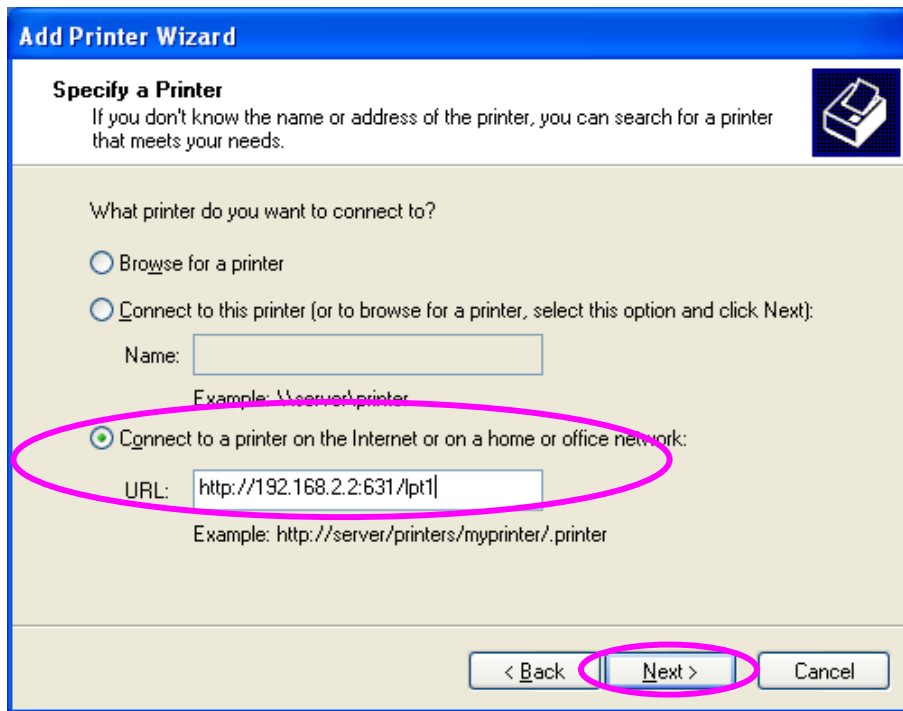 Add Printer Wizard
Specify a Printer
If you don't know the name or address of the printer, you can search for a printer
that meets your needs.
What printer do you want to connect to?
Browse for a printer
Connect to this printer (or to browse for a printer, select this option and click Next):
Name:
Example: \\server\printer
Connect to a printer on the Internet or on a home or office network:
URL: http://192.168.2.2:631/lpt1
Example: http://server/printers/myprinter/.printer
< Back Next > Cancel